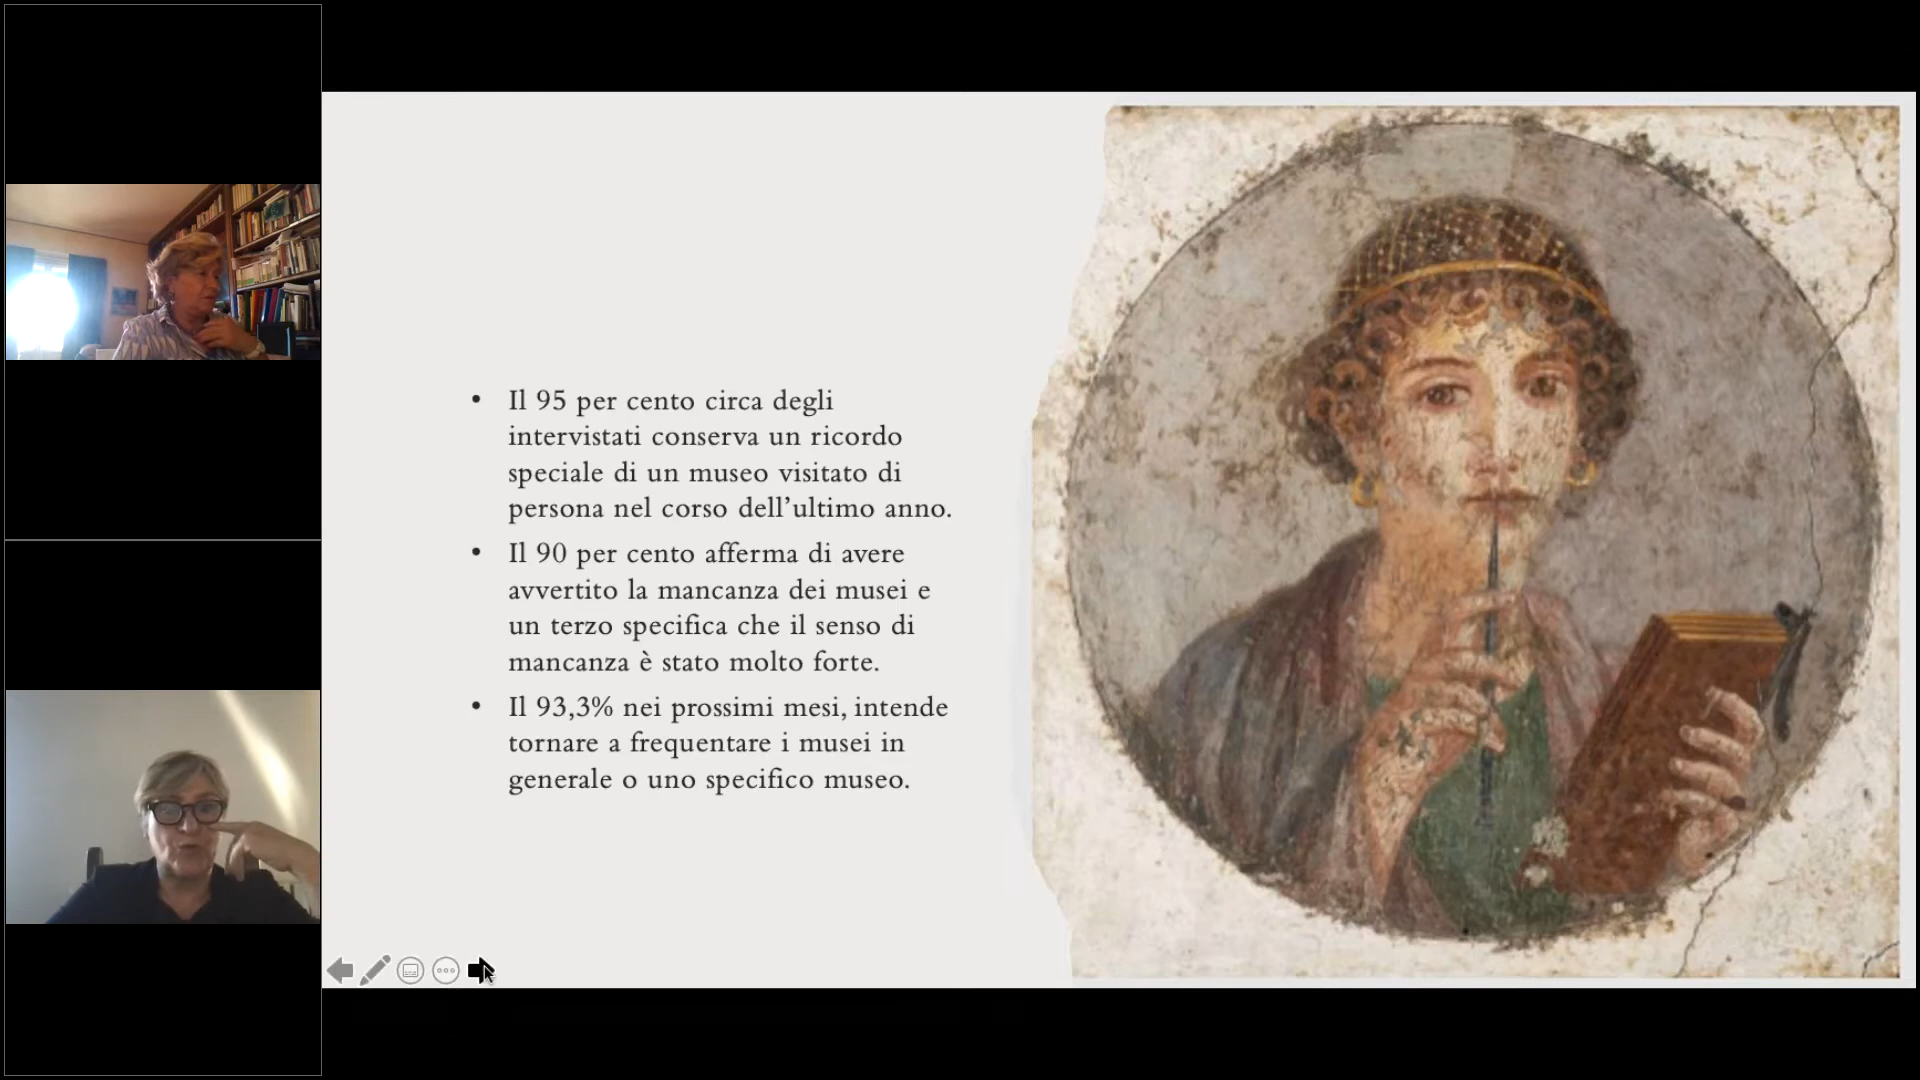 • Il 95 per cento circa degli
intervistati conserva un ricordo
speciale di un museo visitato di
persona nel corso dell’ultimo anno.
• Il 90 per cento afferma di avere
avvertito la mancanza dei musei e
un terzo specifica che il senso di
mancanza è stato molto forte.
• Il 93,3% nei prossimi mesi, intende
tornare a frequentare i musei in
generale o uno specifico museo.